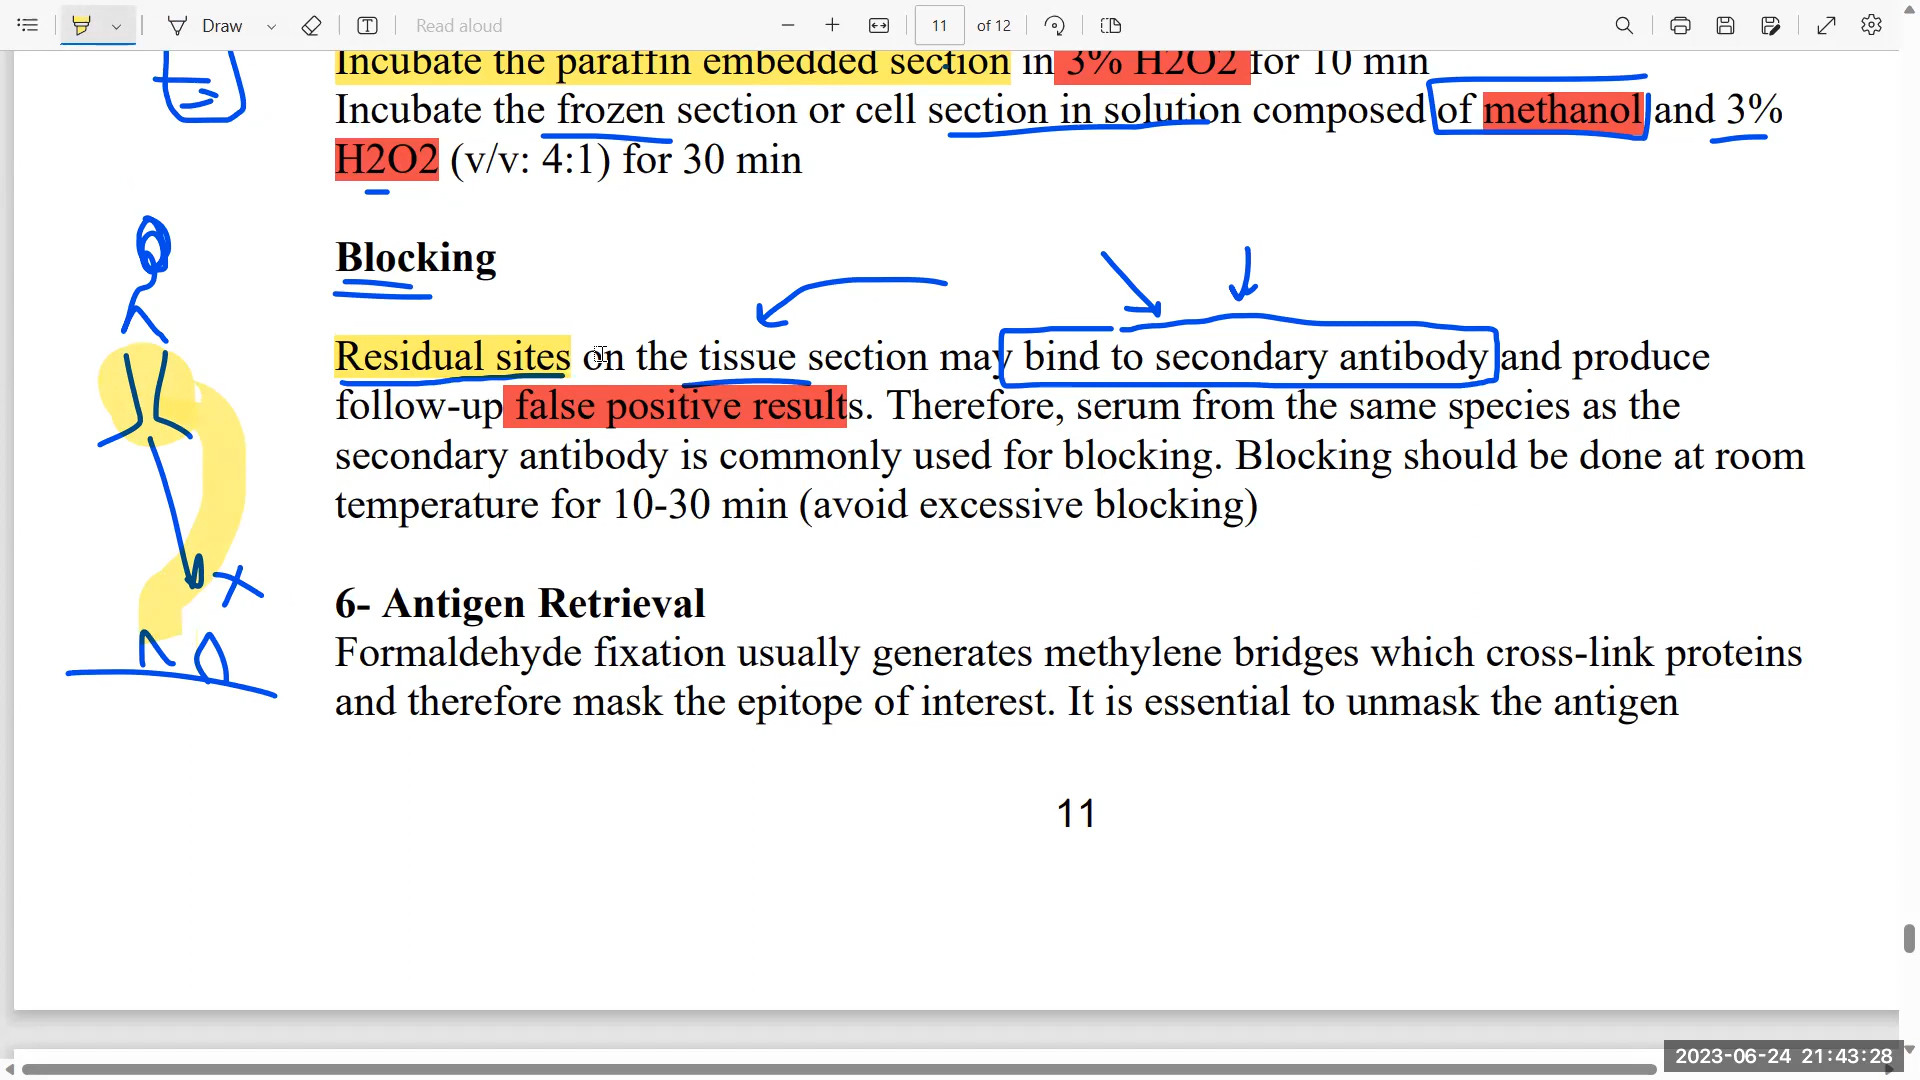 Draw
Read aloud
11
of 12
Incubate the paraffin embedded section in 3% H2O2 for 10 min
Incubate the frozen section or cell section in solution composed of methanol and 3%
H2O2 (v/v: 4:1) for 30 min
Blocking
Residual sites on the tissue section may bind to secondary antibody and produce
follow-up false positive results. Therefore, serum from the same species as the
secondary antibody is commonly used for blocking. Blocking should be done at room
temperature for 10-30 min (avoid excessive blocking)
6- Antigen Retrieval
Formaldehyde fixation usually generates methylene bridges which cross-link proteins
and therefore mask the epitope of interest. It is essential to unmask the antigen
11
2023-06-24 21:43:28